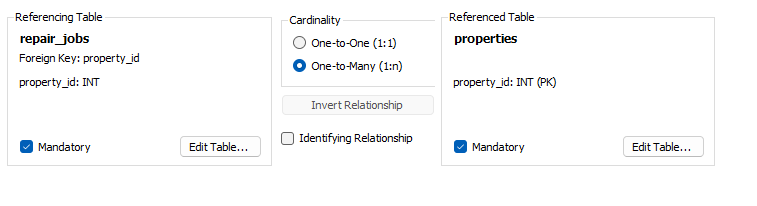 Referencing Table
repair_jobs
Foreign Key: property_id
property_id: INT
Mandatory
Edit Table...
Cardinality
One-to-One (1:1)
One-to-Many (1:n)
Invert Relationship
Identifying Relationship
Referenced Table
properties
property_id: INT (PK)
Mandatory
Edit Table...